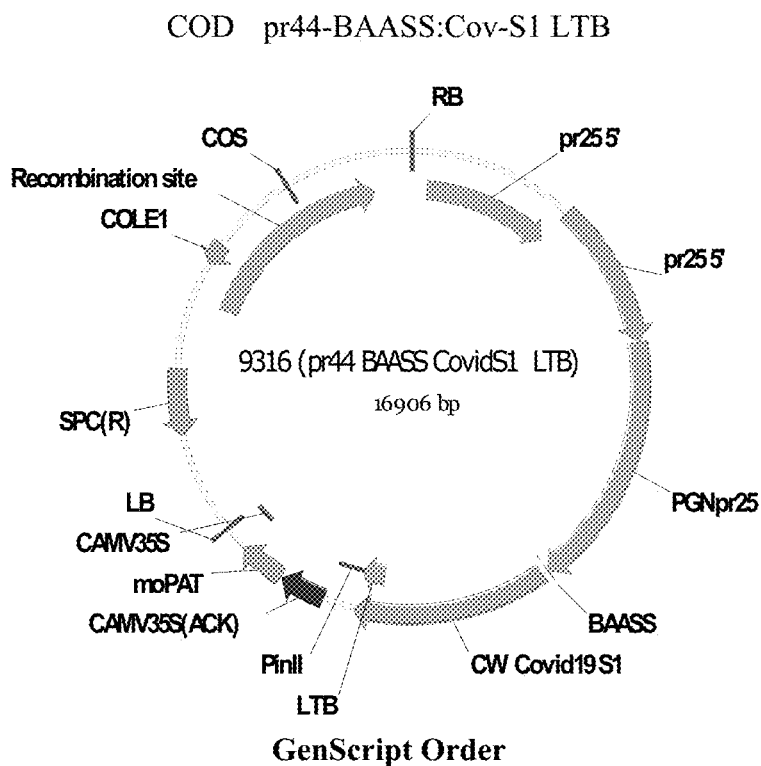 COD pr44-BAASS:Cov-S1 LTB
RB
COS
pr25 5'
Recombination site
COLE1
pr25 5'
9316 (pr44 BAASS CovidS1 LTB)
16906 bp
SPC(R)
PGNpr25
LB
CAMV35S
moPAT
BAASS
CAMV35S(ACK)
PinII
CW Covid19 S1
LTB
GenScript Order